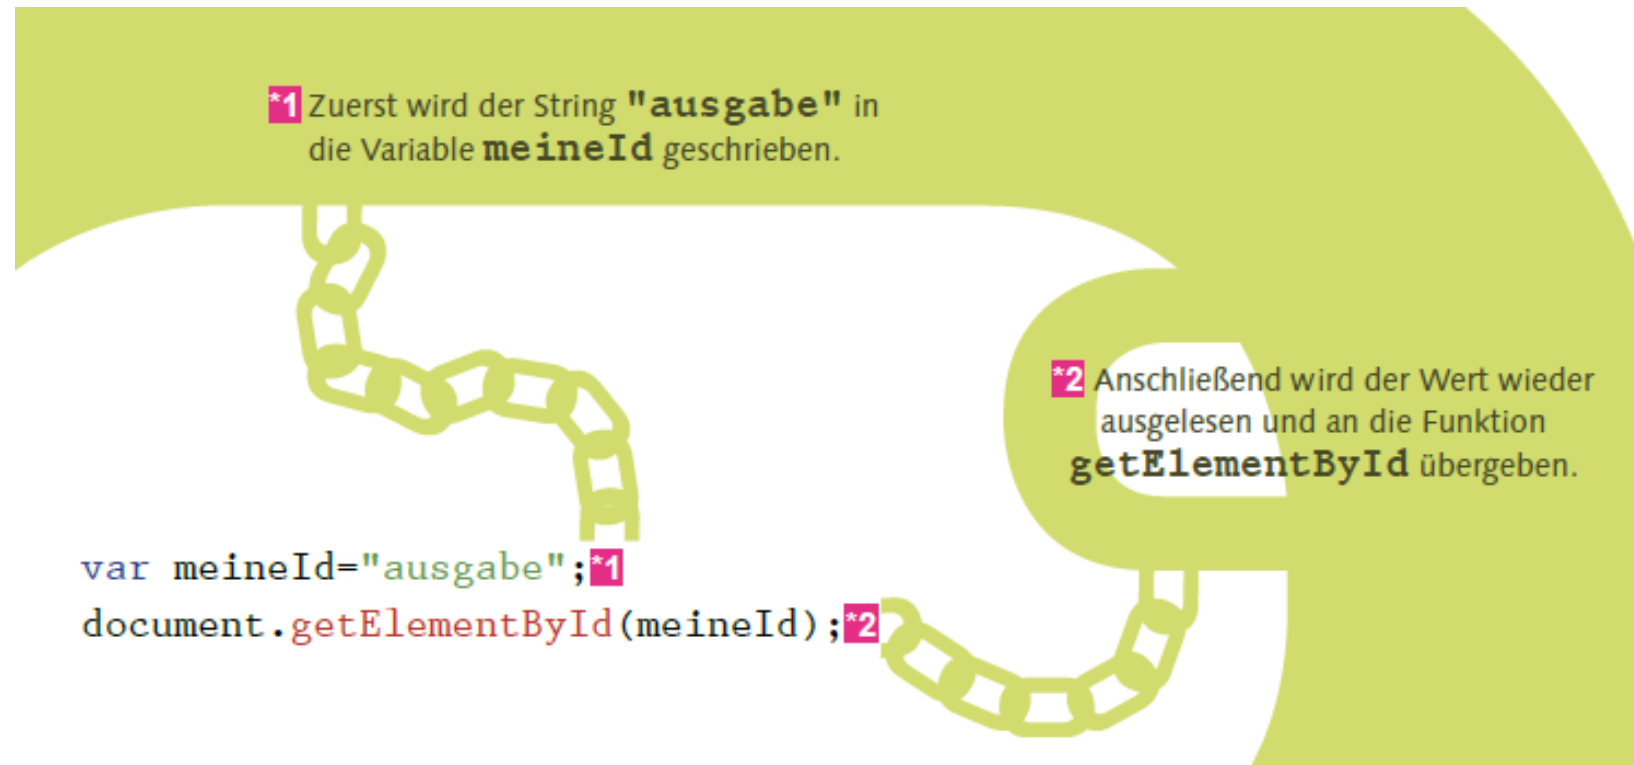 *1 Zuerst wird der String "ausgabe" in
die Variable meineId geschrieben.
*2 Anschließend wird der Wert wieder
ausgelesen und an die Funktion
getElementById übergeben.
var meineId="ausgabe";*1
document.getElementById(meineId);*2